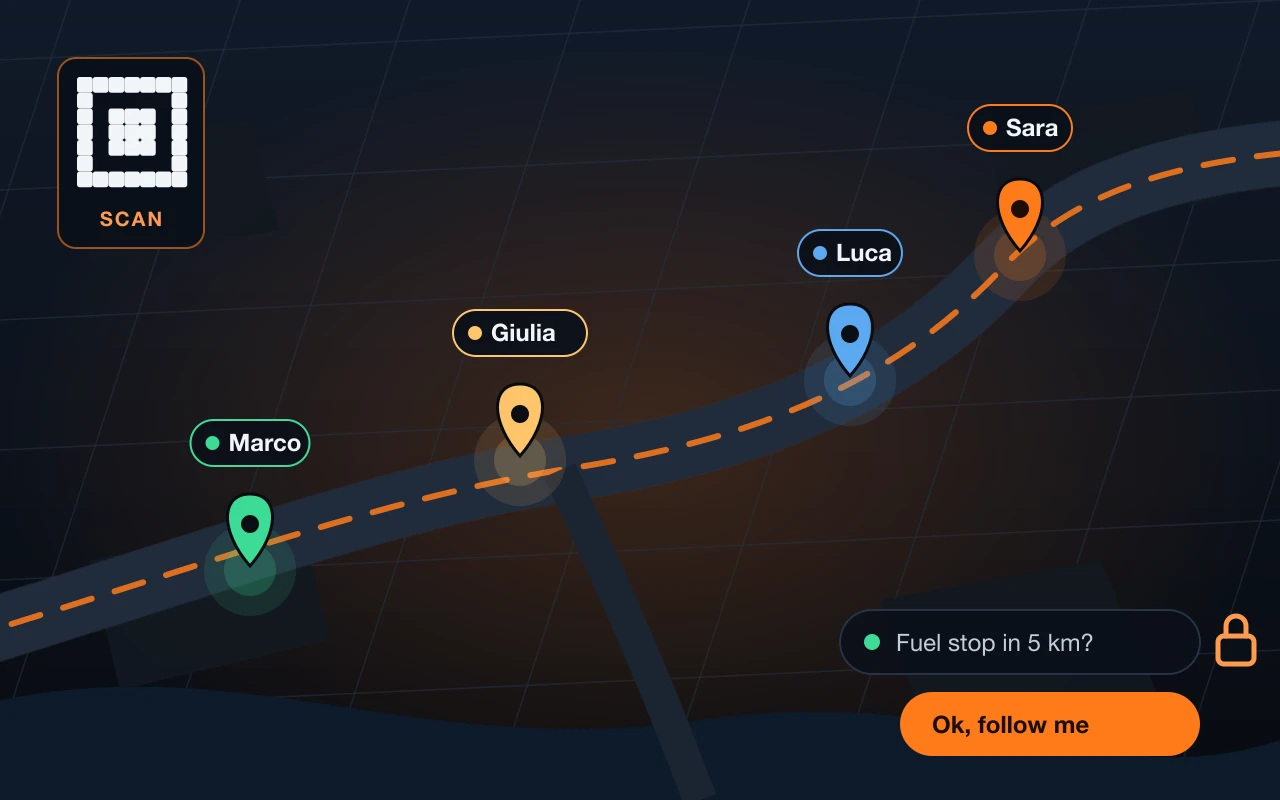 SCAN
Sara
Luca
Giulia
Marco
Fuel stop in 5 km?
Ok, follow me